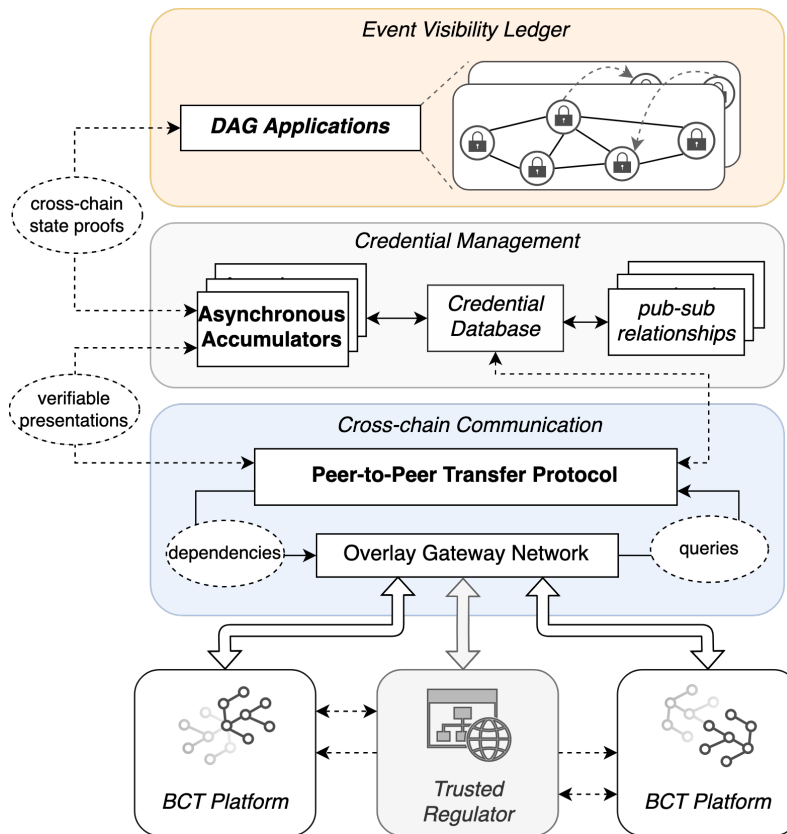 Event Visibility Ledger
DAG Applications
cross-chain
state proofs
Credential Management
Asynchronous
Accumulators
Credential
Database
pub-sub
relationships
verifiable
presentations
Cross-chain Communication
Peer-to-Peer Transfer Protocol
dependencies
Overlay Gateway Network
queries
BCT Platform
Trusted
Regulator
BCT Platform